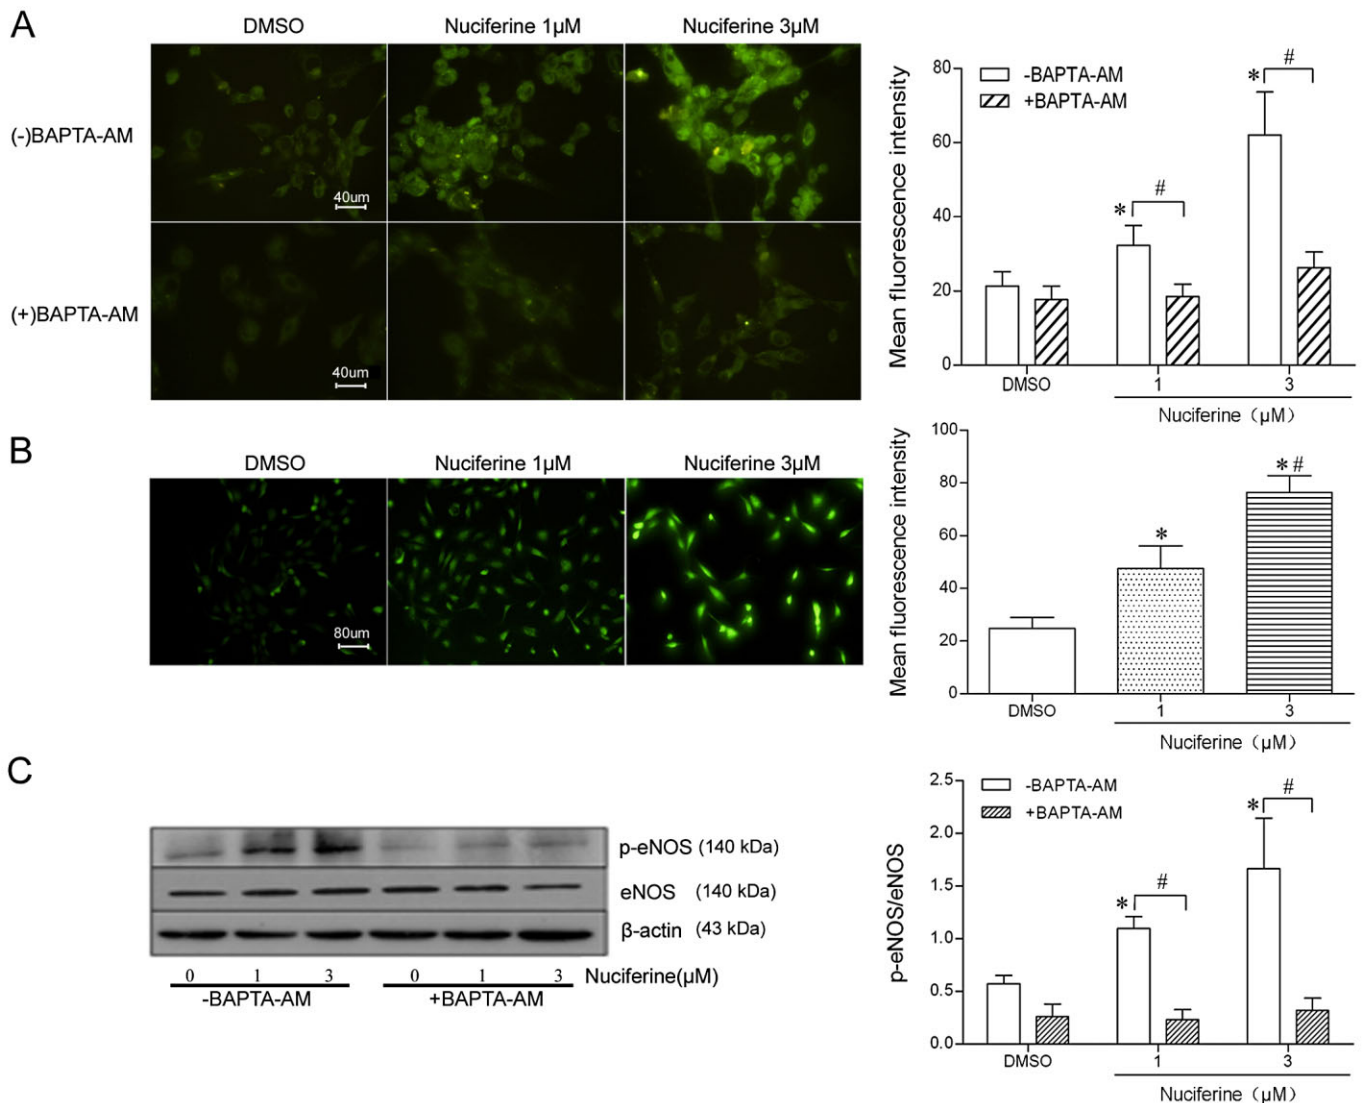 A
DMSO
Nuciferine 1μM
Nuciferine 3μM
(-)BAPTA-AM
40um
(+)BAPTA-AM
40um
Mean fluorescence intensity
80
60
40
20
0
-BAPTA-AM
+BAPTA-AM
* #
* #
DMSO
1
3
Nuciferine (μM)
B
DMSO
Nuciferine 1μM
Nuciferine 3μM
80um
Mean fluorescence intensity
100
80
60
40
20
0
*
* #
DMSO
1
3
Nuciferine (μM)
C
p-eNOS (140 kDa)
eNOS (140 kDa)
β-actin (43 kDa)
0 1 3 0 1 3 Nuciferine(μM)
-BAPTA-AM +BAPTA-AM
p-eNOS/eNOS
2.5
2.0
1.5
1.0
0.5
0.0
-BAPTA-AM
+BAPTA-AM
* #
* #
DMSO
1
3
Nuciferine (μM)